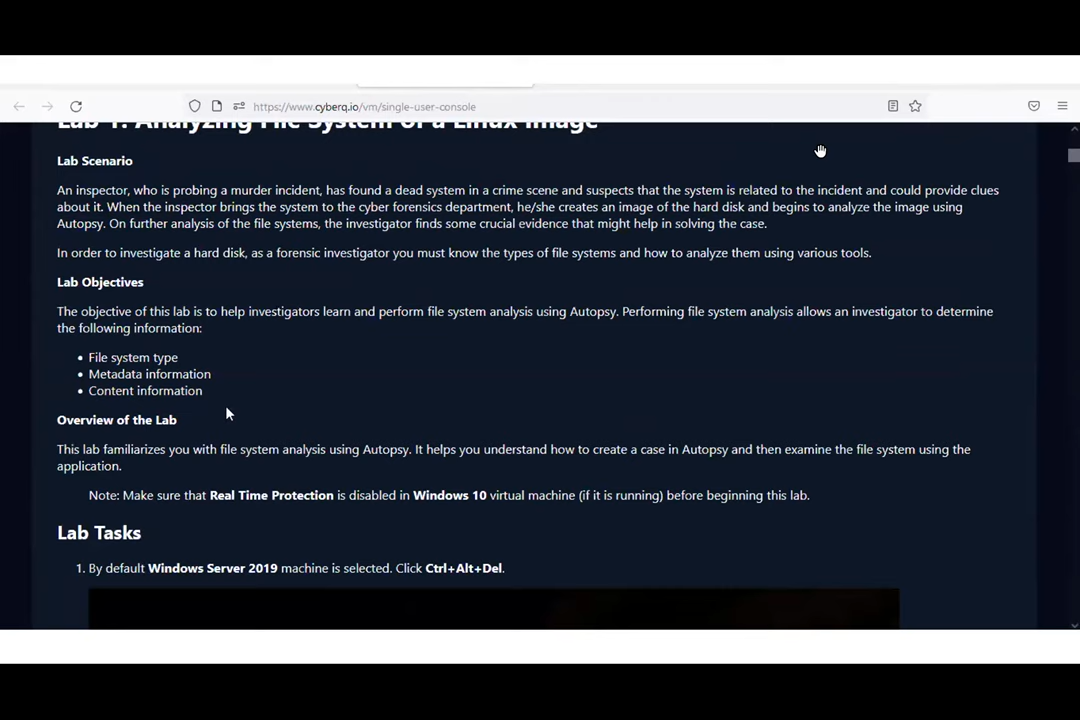 https://www.cyberq.io/vm/single-user-console
Lab 1: Analyzing File System of a Linux Image
Lab Scenario
An inspector, who is probing a murder incident, has found a dead system in a crime scene and suspects that the system is related to the incident and could provide clues
about it. When the inspector brings the system to the cyber forensics department, he/she creates an image of the hard disk and begins to analyze the image using
Autopsy. On further analysis of the file systems, the investigator finds some crucial evidence that might help in solving the case.
In order to investigate a hard disk, as a forensic investigator you must know the types of file systems and how to analyze them using various tools.
Lab Objectives
The objective of this lab is to help investigators learn and perform file system analysis using Autopsy. Performing file system analysis allows an investigator to determine
the following information:
• File system type
• Metadata information
• Content information
Overview of the Lab
This lab familiarizes you with file system analysis using Autopsy. It helps you understand how to create a case in Autopsy and then examine the file system using the
application.
Note: Make sure that Real Time Protection is disabled in Windows 10 virtual machine (if it is running) before beginning this lab.
Lab Tasks
1. By default Windows Server 2019 machine is selected. Click Ctrl+Alt+Del.